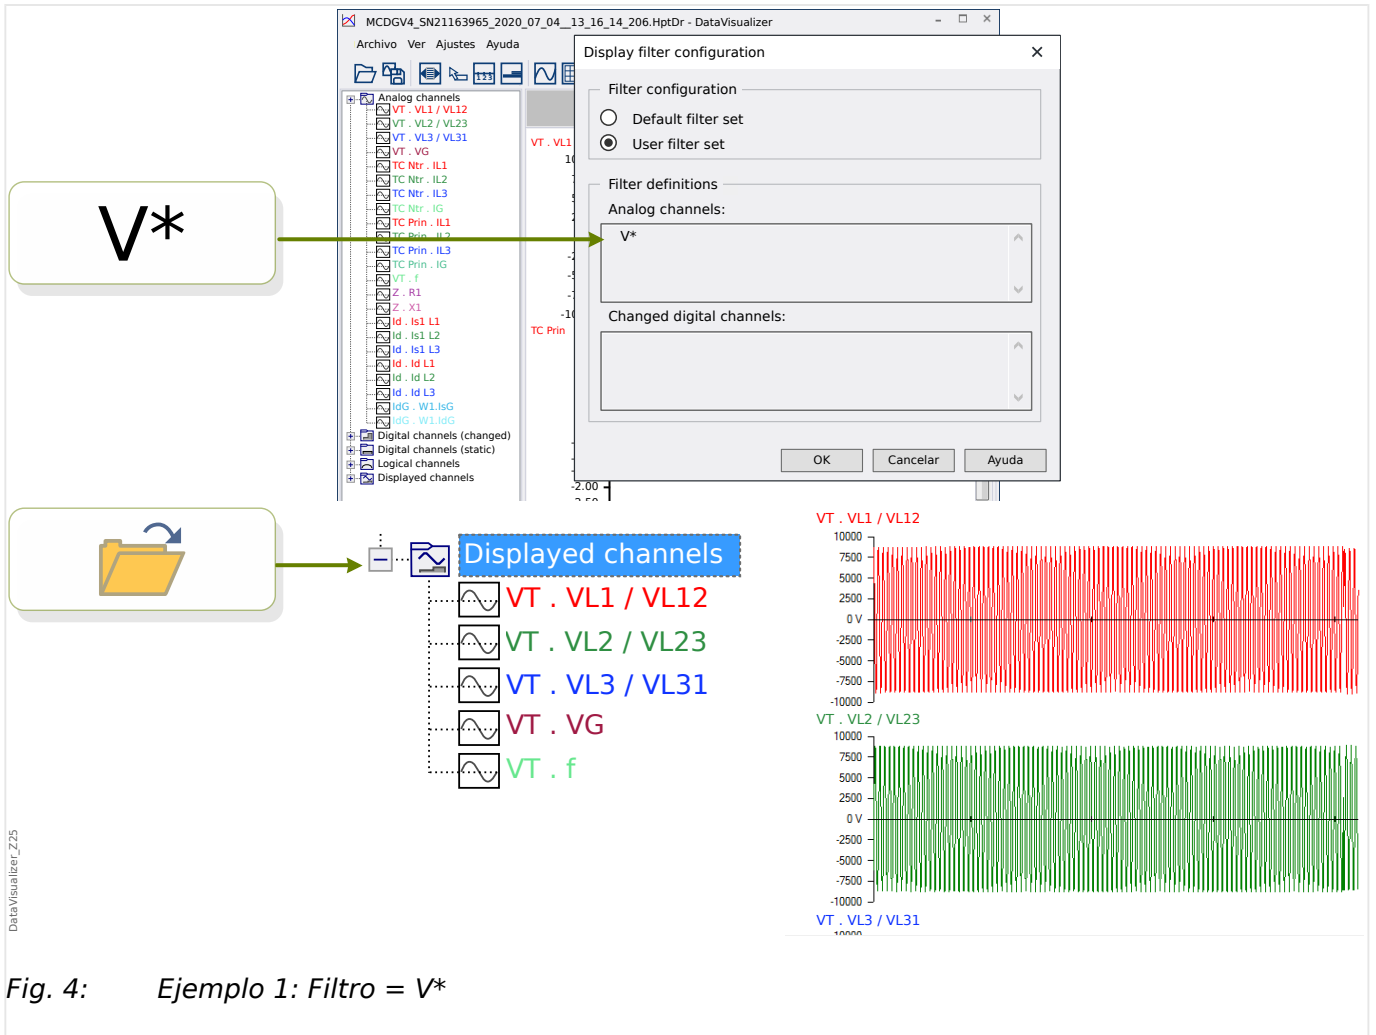 MCDGV4_SN21163965_2020_07_04__13_16_14_206.HptDr - DataVisualizer
Archivo Ver Ajustes Ayuda
123
Analog channels
VT . VL1 / VL12
VT . VL2 / VL23
VT . VL3 / VL31
VT . VG
TC Ntr . IL1
TC Ntr . IL2
TC Ntr . IL3
TC Ntr . IG
TC Prin . IL1
TC Prin . IL2
TC Prin . IL3
TC Prin . IG
VT . f
Z . R1
Z . X1
Id . Is1 L1
Id . Is1 L2
Id . Is1 L3
Id . Id L1
Id . Id L2
Id . Id L3
IdG . W1.IsG
IdG . W1.IdG
Digital channels (changed)
Digital channels (static)
Logical channels
Displayed channels
VT . VL1
TC Prin
-2.00
Display filter configuration
Filter configuration
Default filter set
User filter set
Filter definitions
Analog channels:
V*
Changed digital channels:
OK
Cancelar
Ayuda
V*
Displayed channels
VT . VL1 / VL12
VT . VL2 / VL23
VT . VL3 / VL31
VT . VG
VT . f
VT . VL1 / VL12
10000
7500
5000
2500
0 V
-2500
-5000
-7500
-10000
VT . VL2 / VL23
10000
7500
5000
2500
0 V
-2500
-5000
-7500
-10000
VT . VL3 / VL31
DataVisualizer_Z25
Fig. 4: Ejemplo 1: Filtro = V*